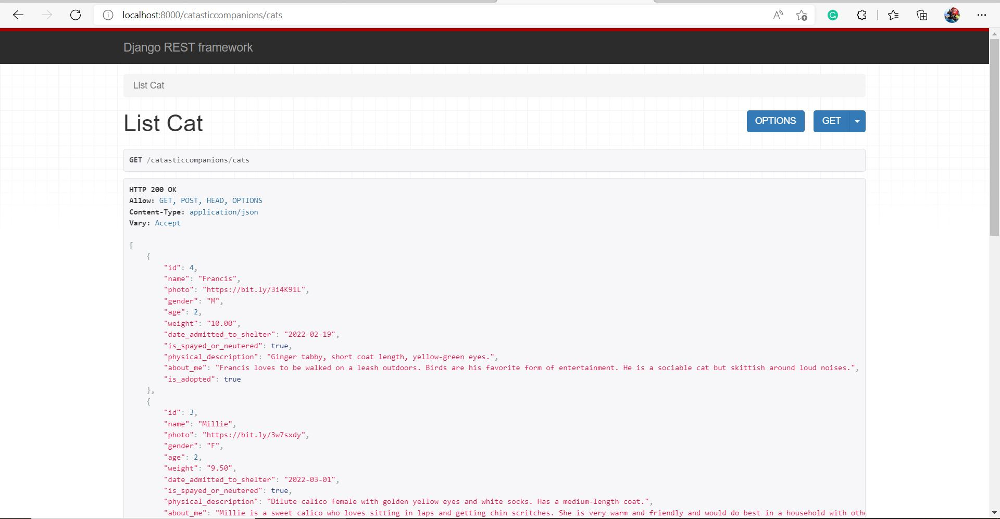 localhost:8000/catasticcompanions/cats
Django REST framework
List Cat
List Cat
OPTIONS
GET
GET /catasticcompanions/cats
HTTP 200 OK
Allow: GET, POST, HEAD, OPTIONS
Content-Type: application/json
Vary: Accept
[
{
"id": 4,
"name": "Francis",
"photo": "https://bit.ly/3i4K91L",
"gender": "M",
"age": 2,
"weight": "10.00",
"date_admitted_to_shelter": "2022-02-19",
"is_spayed_or_neutered": true,
"physical_description": "Ginger tabby, short coat length, yellow-green eyes.",
"about_me": "Francis loves to be walked on a leash outdoors. Birds are his favorite form of entertainment. He is a sociable cat but skittish around loud noises.",
"is_adopted": true
},
{
"id": 3,
"name": "Millie",
"photo": "https://bit.ly/3w7sxdy",
"gender": "F",
"age": 2,
"weight": "9.50",
"date_admitted_to_shelter": "2022-03-01",
"is_spayed_or_neutered": true,
"physical_description": "Dilute calico female with golden yellow eyes and white socks. Has a medium-length coat.",
"about_me": "Millie is a sweet calico who loves sitting in laps and getting chin scritches. She is very warm and friendly and would do best in a household with othe